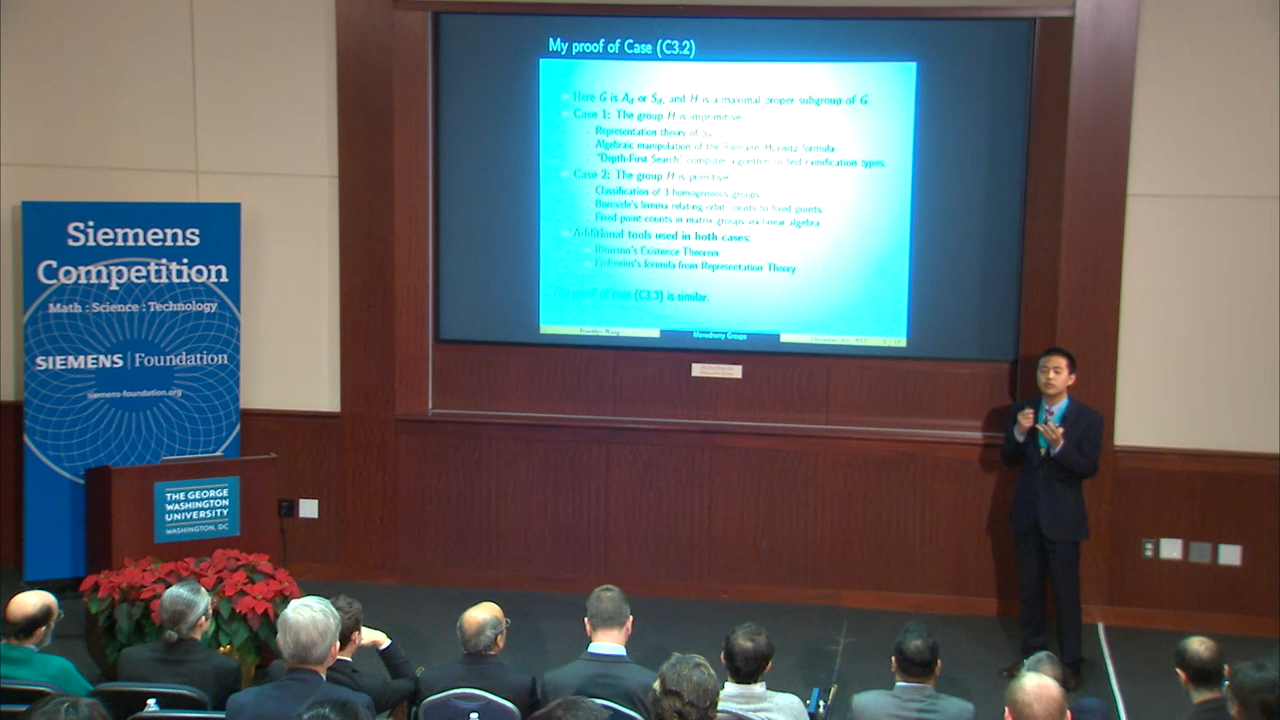 My proof of Case (C3.2)
Here G is A_d or S_d, and H is a maximal proper subgroup of G.
Case 1: The group H is imprimitive.
Representation theory of S_d
Algebraic manipulation of the Riemann Hurwitz formula.
"Depth-First Search" computer algorithm to find ramification types.
Case 2: The group H is primitive.
Classification of 3-homogeneous groups
Burnside's lemma relating orbit counts to fixed points.
Fixed point counts in matrix groups via linear algebra.
Additional tools used in both cases:
Riemann's Existence Theorem
Frobenius's formula from Representation Theory
The proof of case (C3.3) is similar.
Franklyn Wang
Monodromy Groups
Siemens
Competition
Math : Science : Technology
SIEMENS | Foundation
siemens-foundation.org
THE GEORGE
WASHINGTON
UNIVERSITY
WASHINGTON, DC